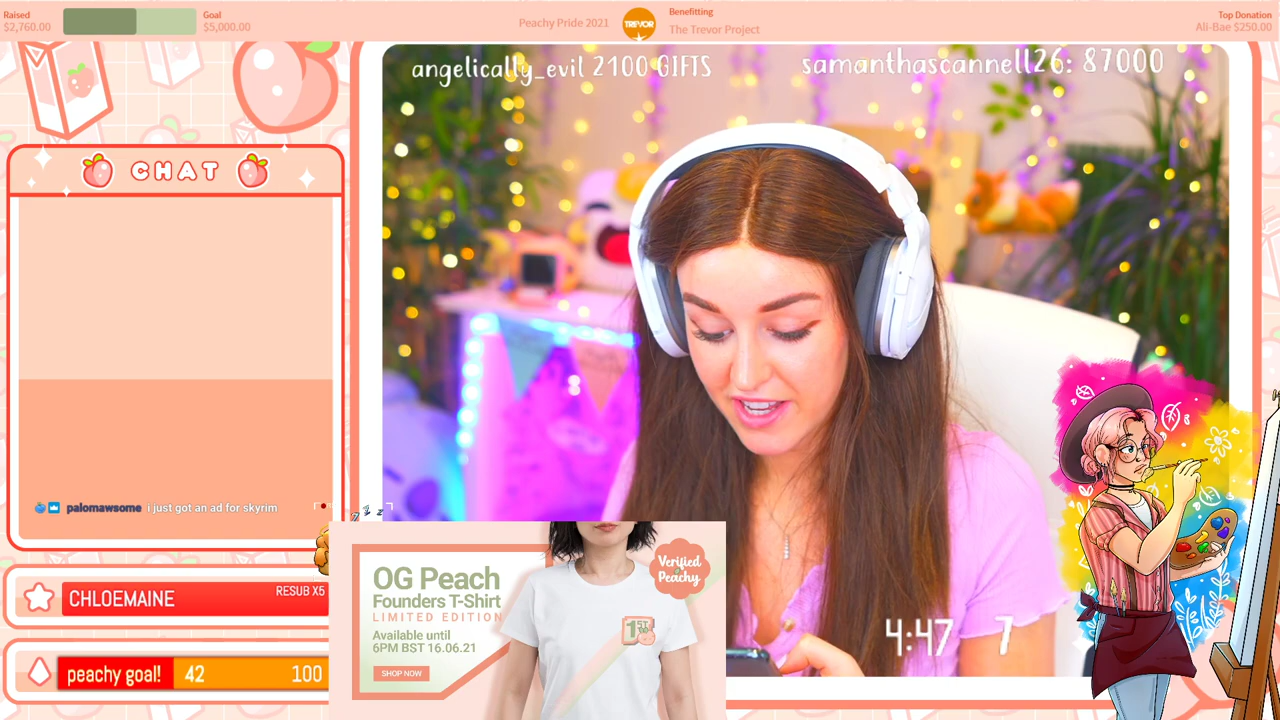 Raised
$2,760.00
Goal
$5,000.00
Peachy Pride 2021
TREVOR
Benefitting
The Trevor Project
Top Donation
Ali-Bae $250.00
angelically_evil 2100 GIFTS
samanthascannell26: 87000
CHAT
palomawsome i just got an ad for skyrim
z z z
CHLOEMAINE
RESUB X5
peachy goal! 42 100
OG Peach
Founders T-Shirt
LIMITED EDITION
Available until
6PM BST 16.06.21
SHOP NOW
Verified
Peachy
1ST
4:47 7